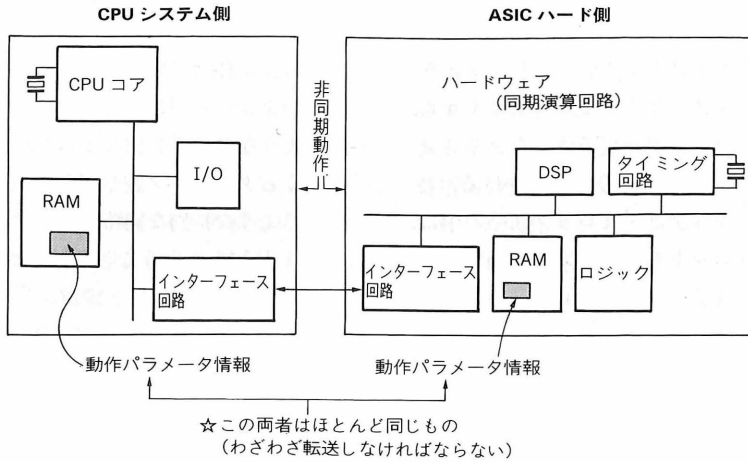 CPU システム側
ASIC ハード側
CPU コア
I/O
RAM
インターフェース
回路
非同期動作
ハードウェア
(同期演算回路)
DSP
タイミング
回路
インターフェース
回路
RAM
ロジック
動作パラメータ情報
動作パラメータ情報
☆この両者はほとんど同じもの
(わざわざ転送しなければならない)